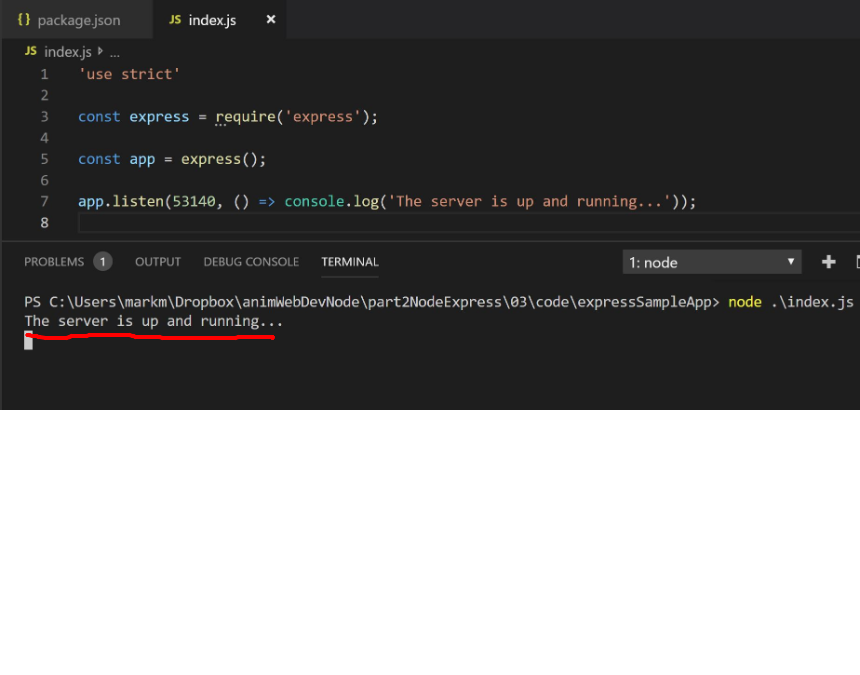 {} package.json JS index.js ×
JS index.js ...
1 'use strict'
2
3 const express = require('express');
4
5 const app = express();
6
7 app.listen(53140, () => console.log('The server is up and running...'));
8
PROBLEMS 1 OUTPUT DEBUG CONSOLE TERMINAL 1: node
PS C:\Users\markm\Dropbox\animWebDevNode\part2NodeExpress\03\code\expressSampleApp> node .\index.js
The server is up and running...